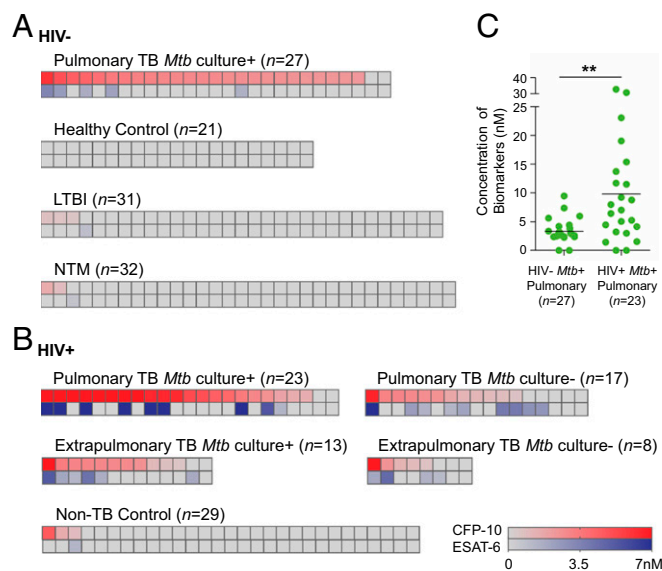 A HIV-
Pulmonary TB Mtb culture+ (n=27)
Healthy Control (n=21)
LTBI (n=31)
NTM (n=32)
B HIV+
Pulmonary TB Mtb culture+ (n=23)
Pulmonary TB Mtb culture- (n=17)
Extrapulmonary TB Mtb culture+ (n=13)
Extrapulmonary TB Mtb culture- (n=8)
Non-TB Control (n=29)
CFP-10
ESAT-6
0 3.5 7nM
C
**
Concentration of
Biomarkers (nM)
40
30
25
20
15
10
5
0
HIV- Mtb+
Pulmonary
(n=27)
HIV+ Mtb+
Pulmonary
(n=23)